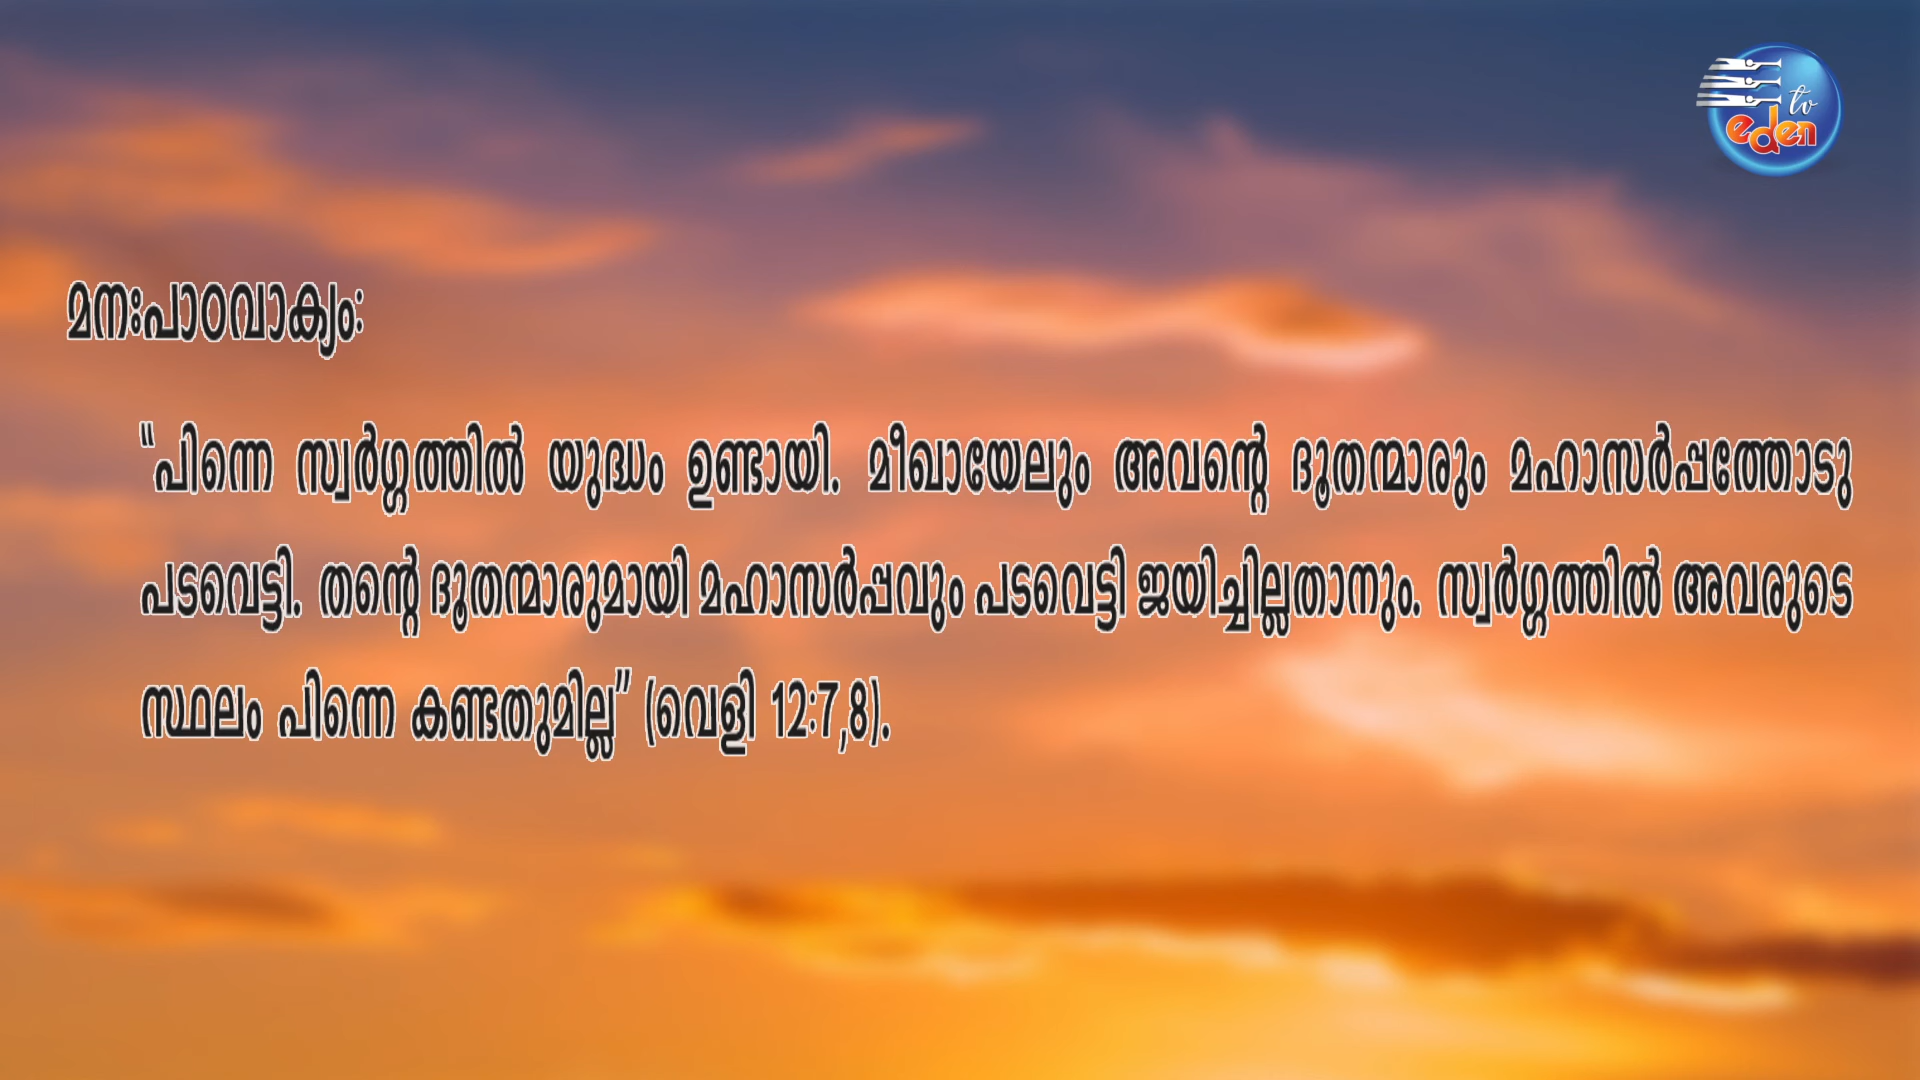 tv
eden
മനഃപാഠവാക്യം:
“പിന്നെ സ്വർഗ്ഗത്തിൽ യുദ്ധം ഉണ്ടായി. മീഖായേലും അവന്റെ ദൂതന്മാരും മഹാസർപ്പത്തോടു
പടവെട്ടി. തന്റെ ദൂതന്മാരുമായി മഹാസർപ്പവും പടവെട്ടി ജയിച്ചില്ലതാനും. സ്വർഗ്ഗത്തിൽ അവരുടെ
സ്ഥലം പിന്നെ കണ്ടതുമില്ല” (വെളി 12:7,8).